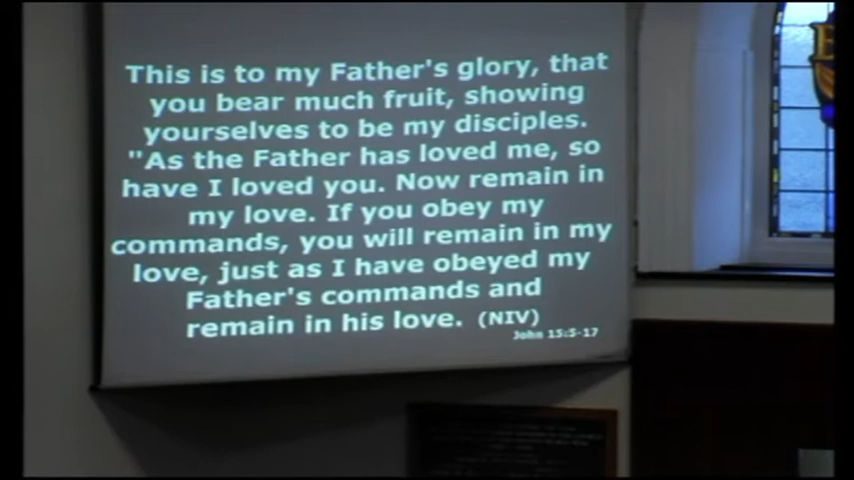 This is to my Father's glory, that
you bear much fruit, showing
yourselves to be my disciples.
"As the Father has loved me, so
have I loved you. Now remain in
my love. If you obey my
commands, you will remain in my
love, just as I have obeyed my
Father's commands and
remain in his love. (NIV)
John 15:5-17